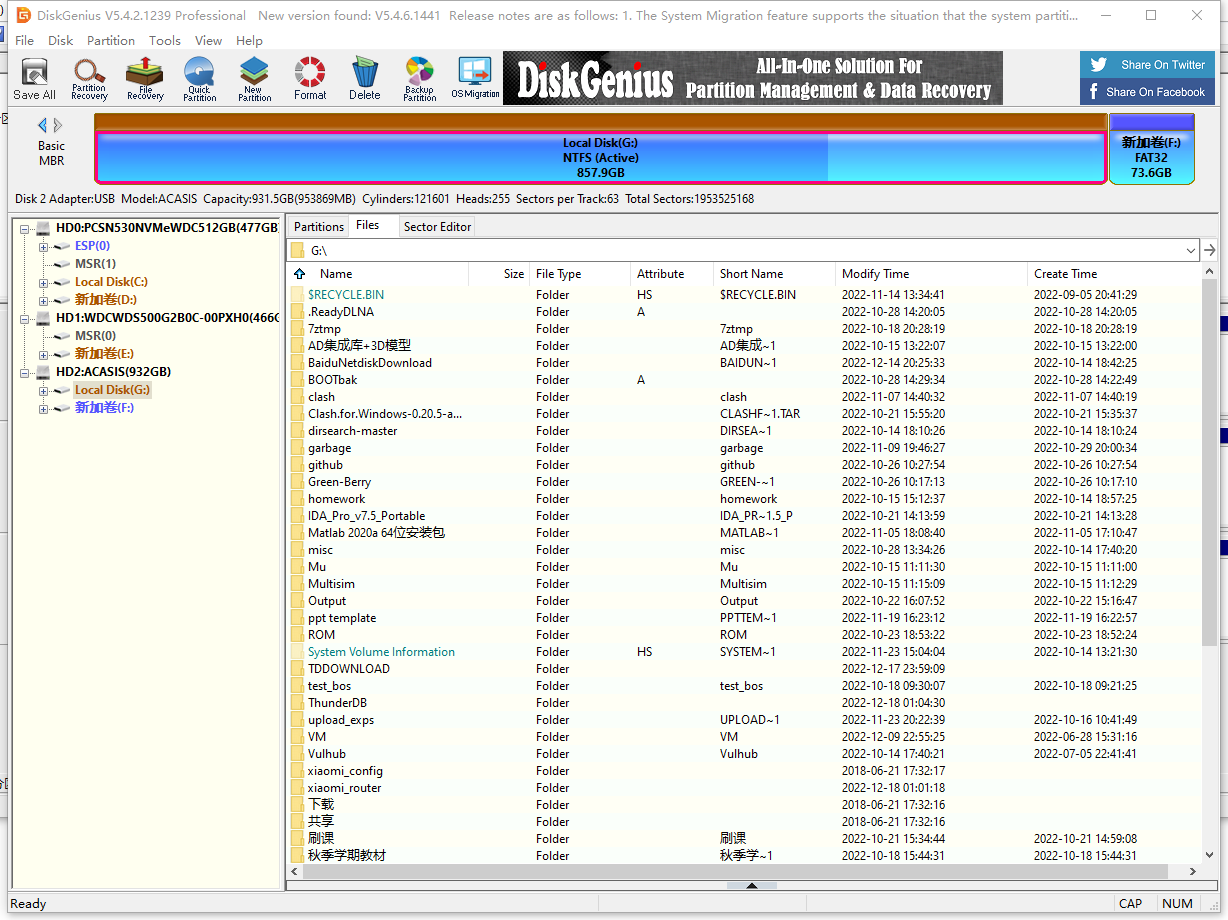 DiskGenius V5.4.2.1239 Professional New version found: V5.4.6.1441 Release notes are as follows: 1. The System Migration feature supports the situation that the system partiti...
File Disk Partition Tools View Help
Save All
Partition Recovery
File Recovery
Quick Partition
New Partition
Format
Delete
Backup Partition
OS Migration
DiskGenius
All-In-One Solution For
Partition Management & Data Recovery
Share On Twitter
Share On Facebook
Basic
MBR
Local Disk(G:)
NTFS (Active)
857.9GB
新加卷(F:)
FAT32
73.6GB
Disk 2 Adapter:USB Model:ACASIS Capacity:931.5GB(953869MB) Cylinders:121601 Heads:255 Sectors per Track:63 Total Sectors:1953525168
HD0:PCSN530NVMeWDC512GB(477GB
ESP(0)
MSR(1)
Local Disk(C:)
新加卷(D:)
HD1:WDCWDS500G2B0C-00PXH0(466G
MSR(0)
新加卷(E:)
HD2:ACASIS(932GB)
Local Disk(G:)
新加卷(F:)
Partitions Files Sector Editor
G:\
Name Size File Type Attribute Short Name Modify Time Create Time
$RECYCLE.BIN Folder HS $RECYCLE.BIN 2022-11-14 13:34:41 2022-09-05 20:41:29
.ReadyDLNA Folder A 2022-10-28 14:20:05 2022-10-28 14:20:05
7ztmp Folder 7ztmp 2022-10-18 20:28:19 2022-10-18 20:28:19
AD集成库+3D模型 Folder AD集成~1 2022-10-15 13:22:07 2022-10-15 13:22:00
BaiduNetdiskDownload Folder BAIDUN~1 2022-12-14 20:25:33 2022-10-14 18:42:25
BOOTbak Folder A 2022-10-28 14:29:34 2022-10-28 14:22:49
clash Folder clash 2022-11-07 14:40:32 2022-11-07 14:40:19
Clash.for.Windows-0.20.5-a... Folder CLASHF~1.TAR 2022-10-21 15:55:20 2022-10-21 15:35:37
dirsearch-master Folder DIRSEA~1 2022-10-14 18:10:26 2022-10-14 18:10:24
garbage Folder garbage 2022-11-09 19:46:27 2022-10-29 20:00:34
github Folder github 2022-10-26 10:27:54 2022-10-26 10:27:54
Green-Berry Folder GREEN-~1 2022-10-26 10:17:13 2022-10-26 10:17:10
homework Folder homework 2022-10-15 15:12:37 2022-10-14 18:57:25
IDA_Pro_v7.5_Portable Folder IDA_PR~1.5_P 2022-10-21 14:13:59 2022-10-21 14:13:28
Matlab 2020a 64位安装包 Folder MATLAB~1 2022-11-05 18:08:40 2022-11-05 17:10:47
misc Folder misc 2022-10-28 13:34:26 2022-10-14 17:40:20
Mu Folder Mu 2022-10-15 11:11:30 2022-10-15 11:11:00
Multisim Folder Multisim 2022-10-15 11:15:09 2022-10-15 11:12:29
Output Folder Output 2022-10-22 16:07:52 2022-10-22 15:16:47
ppt template Folder PPTTEM~1 2022-11-19 16:23:12 2022-11-19 16:22:57
ROM Folder ROM 2022-10-23 18:53:22 2022-10-23 18:52:24
System Volume Information Folder HS SYSTEM~1 2022-11-23 15:04:04 2022-10-14 13:21:30
TDDOWNLOAD Folder 2022-12-17 23:59:09
test_bos Folder test_bos 2022-10-18 09:30:07 2022-10-18 09:21:25
ThunderDB Folder 2022-12-18 01:04:30
upload_exps Folder UPLOAD~1 2022-11-23 20:22:39 2022-10-16 10:41:49
VM Folder VM 2022-12-09 22:55:25 2022-06-28 15:31:16
Vulhub Folder Vulhub 2022-10-14 17:40:21 2022-07-05 22:41:41
xiaomi_config Folder 2018-06-21 17:32:17
xiaomi_router Folder 2022-12-18 01:01:18
下载 Folder 2018-06-21 17:32:16
共享 Folder 2018-06-21 17:32:16
刷课 Folder 刷课 2022-10-21 15:34:44 2022-10-21 14:59:08
秋季学期教材 Folder 秋季学~1 2022-10-18 15:44:31 2022-10-18 15:44:31
Ready CAP NUM